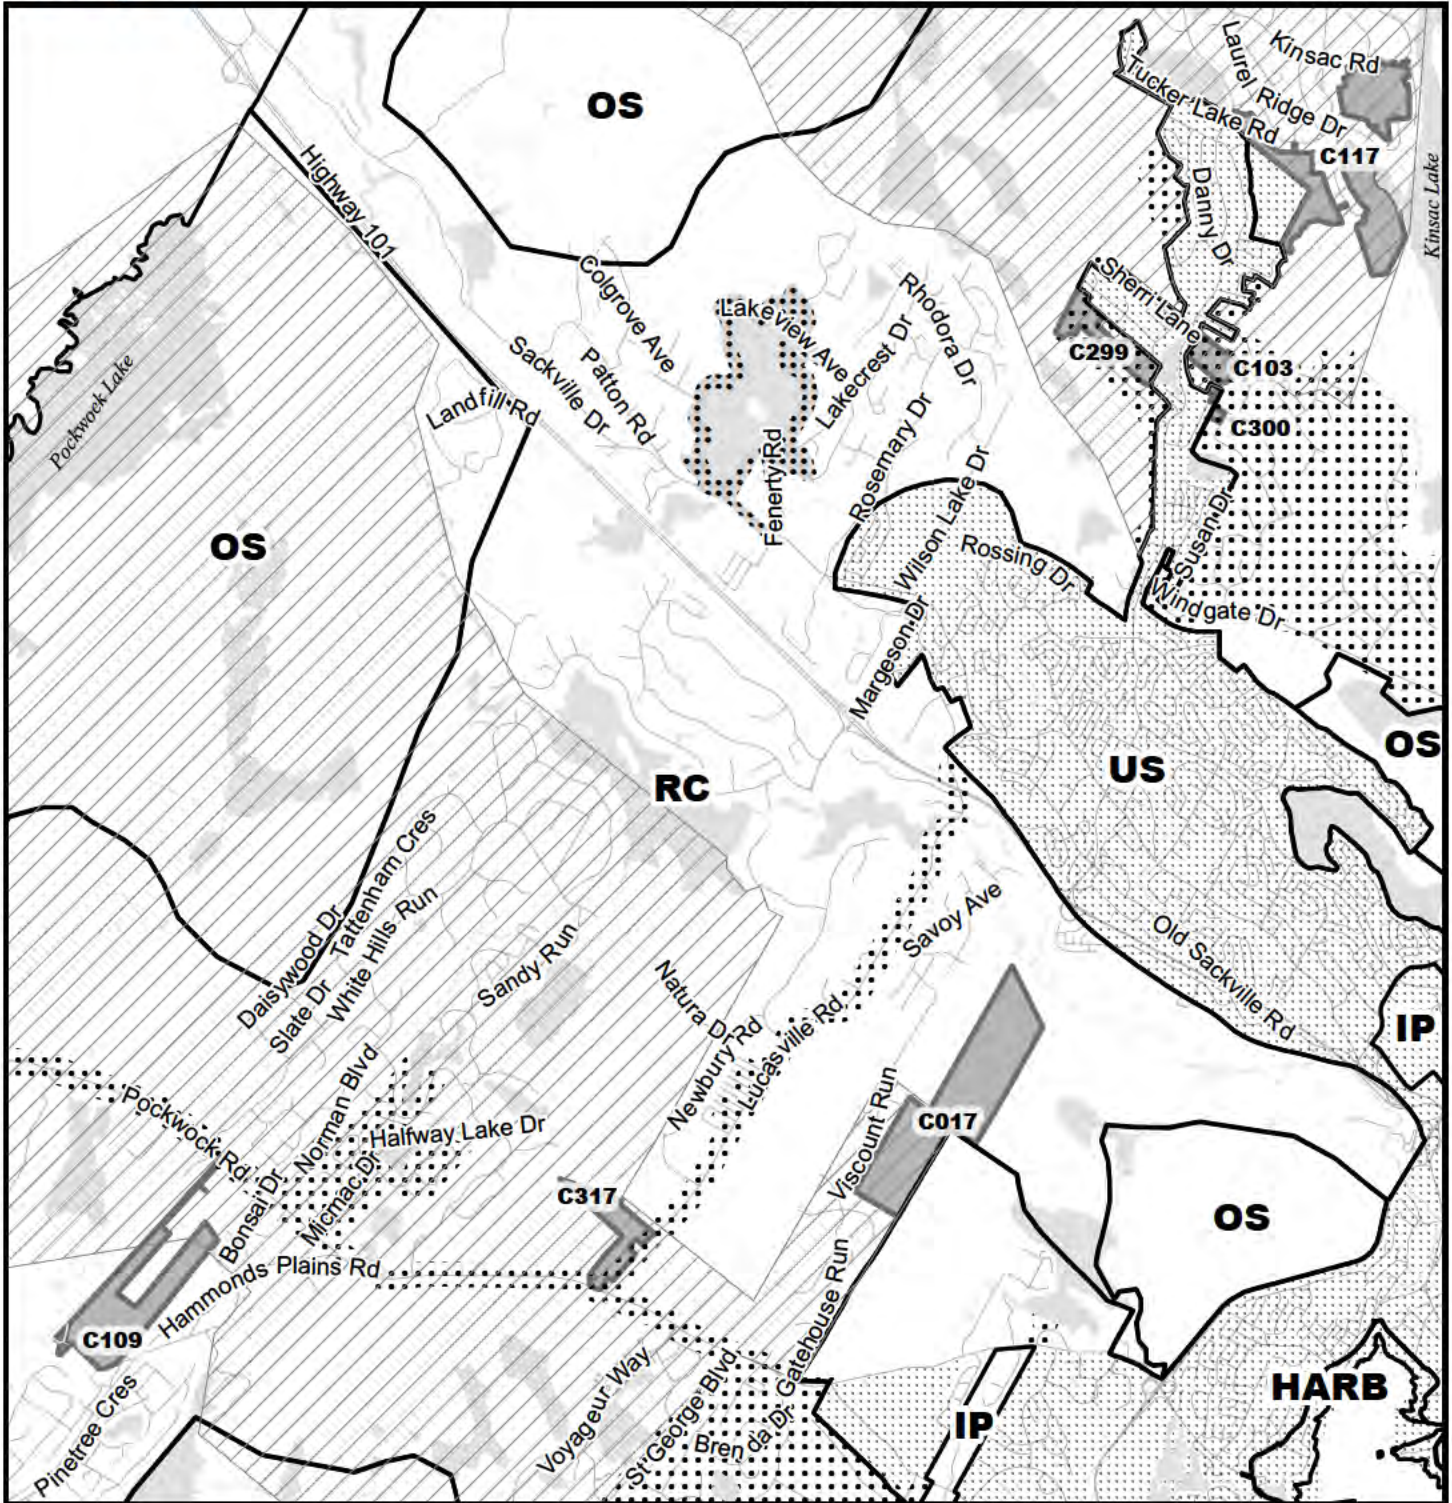 OS
Laurel Ridge Dr
Kinsac Rd
Tucker Lake Rd
C117
Highway 101
Danny Dr
Kinsac Lake
Colgrove Ave
Lakeview Ave
Rhodora Dr
Sherri Lane
Sackville Dr
Patton Rd
Lakecrest Dr
C299
C103
Pockwock Lake
Landfill Rd
C300
Fenerty Rd
Rosemary Dr
Wilson Lake Dr
Susan Dr
OS
Rossing Dr
Windgate Dr
Margeson Dr
RC
US
OS
Daisywood Dr
Tattenham Cres
Slate Dr
White Hills Run
Sandy Run
Savoy Ave
Old Sackville Rd
Natura Dr
Newbury Rd
Lucasville Rd
IP
Pockwock Rd
Norman Blvd
Halfway Lake Dr
Viscount Run
C017
Bonsai Dr
Micmac Dr
C317
OS
Hammonds Plains Rd
C109
Gatehouse Run
Pinetree Cres
Voyageur Way
St George Blvd
Brenda Dr
IP
HARB